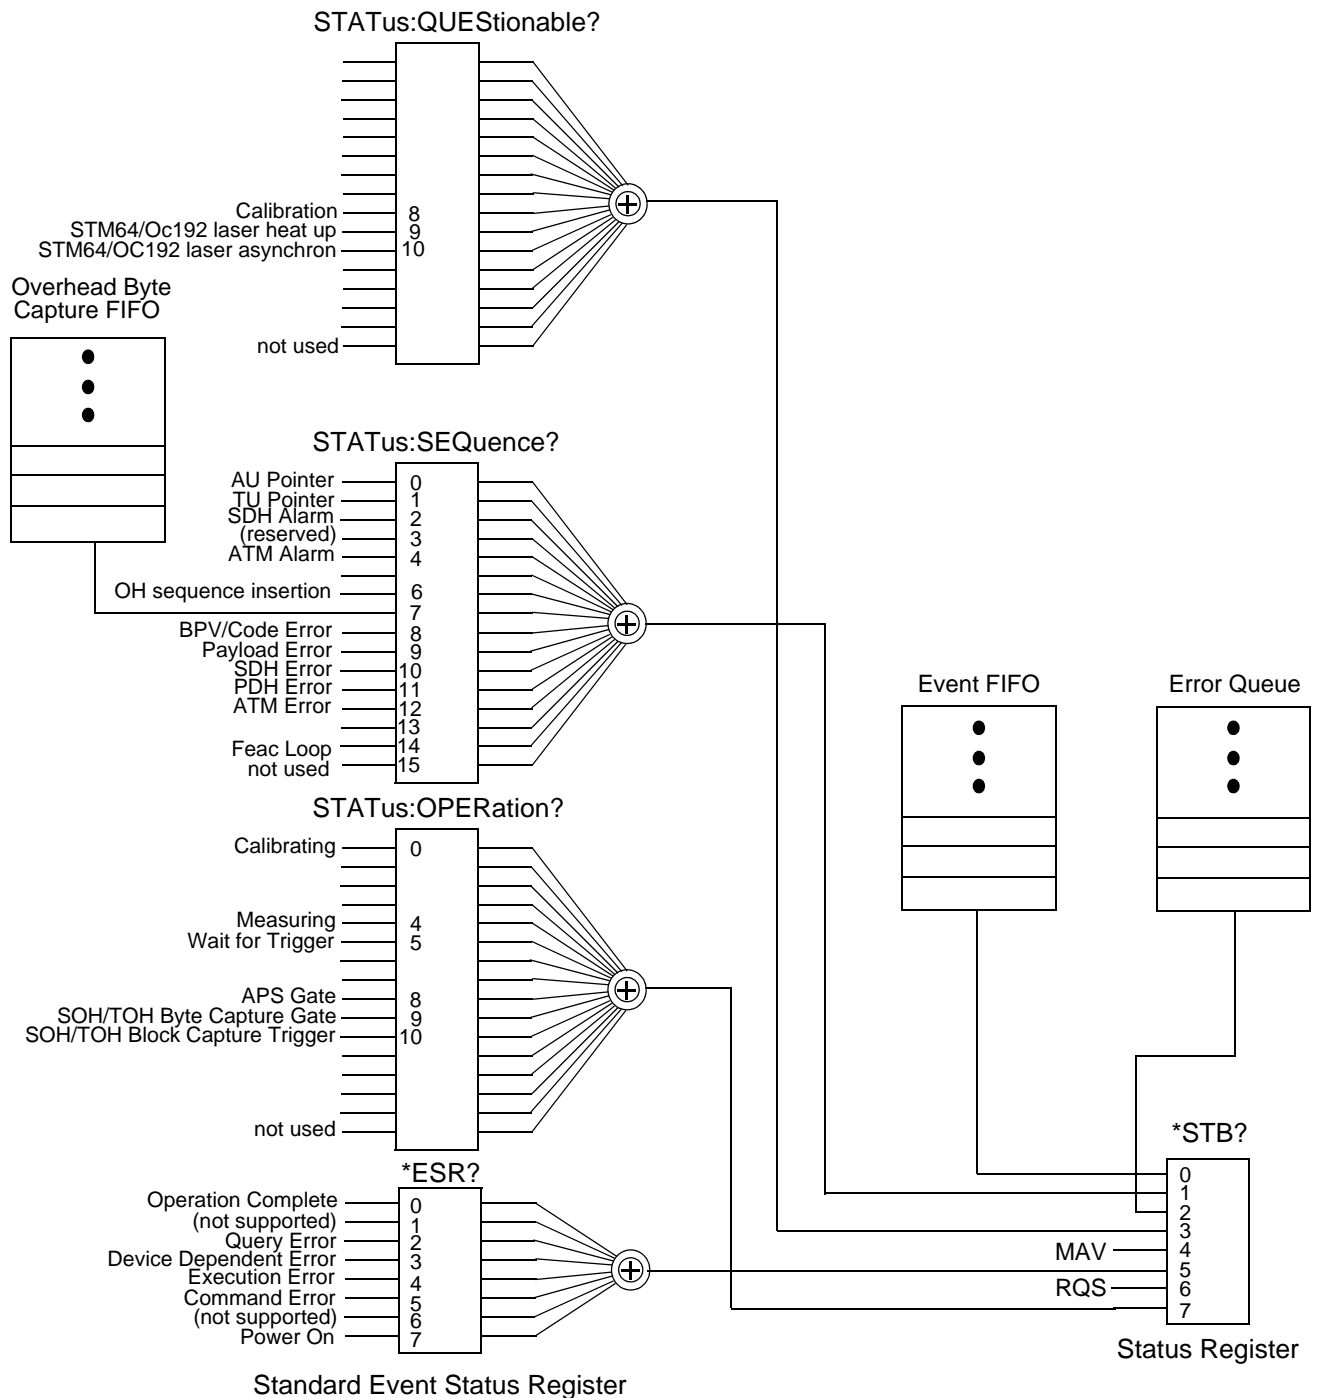 STATus:QUEStionable?
Calibration 8
STM64/Oc192 laser heat up 9
STM64/OC192 laser asynchron 10
not used
Overhead Byte
Capture FIFO
STATus:SEQuence?
AU Pointer 0
TU Pointer 1
SDH Alarm 2
(reserved) 3
ATM Alarm 4
OH sequence insertion 6
7
BPV/Code Error 8
Payload Error 9
SDH Error 10
PDH Error 11
ATM Error 12
13
Feac Loop 14
not used 15
Event FIFO
Error Queue
STATus:OPERation?
Calibrating 0
Measuring 4
Wait for Trigger 5
APS Gate 8
SOH/TOH Byte Capture Gate 9
SOH/TOH Block Capture Trigger 10
not used
*ESR?
Operation Complete 0
(not supported) 1
Query Error 2
Device Dependent Error 3
Execution Error 4
Command Error 5
(not supported) 6
Power On 7
Standard Event Status Register
*STB?
0
1
2
3
MAV 4
5
RQS 6
7
Status Register